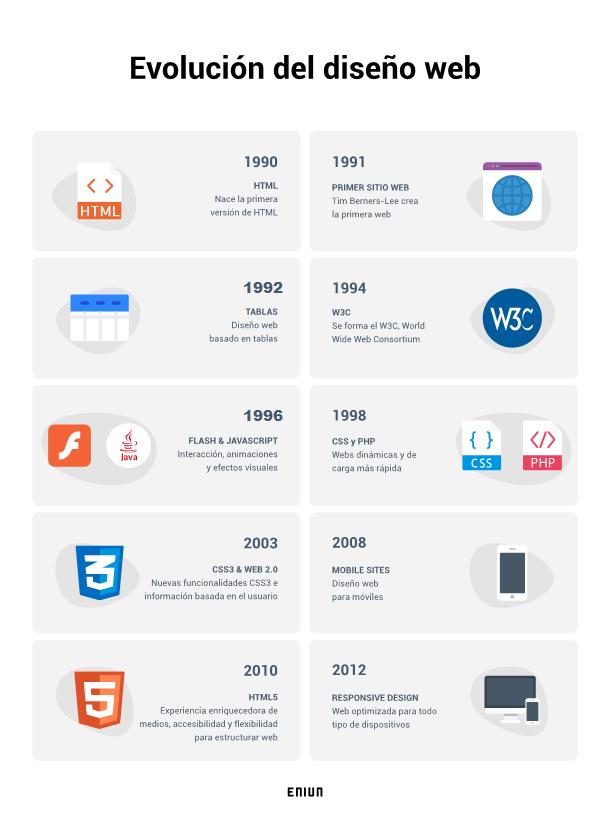 Evolución del diseño web
1990
HTML
Nace la primera
versión de HTML
HTML
1991
PRIMER SITIO WEB
Tim Berners-Lee crea
la primera web
1992
TABLAS
Diseño web
basado en tablas
1994
W3C
Se forma el W3C, World
Wide Web Consortium
W3C
1996
FLASH & JAVASCRIPT
Interacción, animaciones
y efectos visuales
Java
1998
CSS y PHP
Webs dinámicas y de
carga más rápida
CSS
PHP
2003
CSS3 & WEB 2.0
Nuevas funcionalidades CSS3 e
información basada en el usuario
3
2008
MOBILE SITES
Diseño web
para móviles
2010
HTML5
Experiencia enriquecedora de
medios, accesibilidad y flexibilidad
para estructurar web
5
2012
RESPONSIVE DESIGN
Web optimizada para todo
tipo de dispositivos
ENIUN